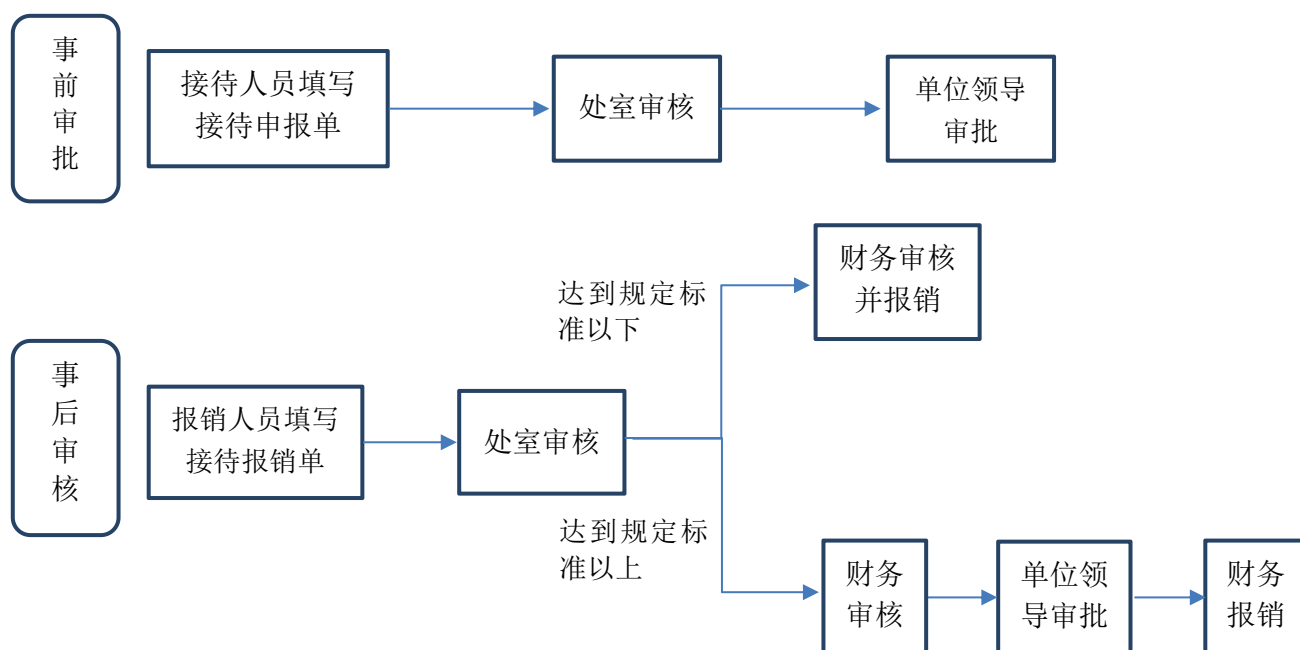 事前审批
接待人员填写
接待申报单
处室审核
单位领导
审批
事后审核
报销人员填写
接待报销单
处室审核
达到规定标
准以下
财务审核
并报销
达到规定标
准以上
财务
审核
单位领
导审批
财务
报销